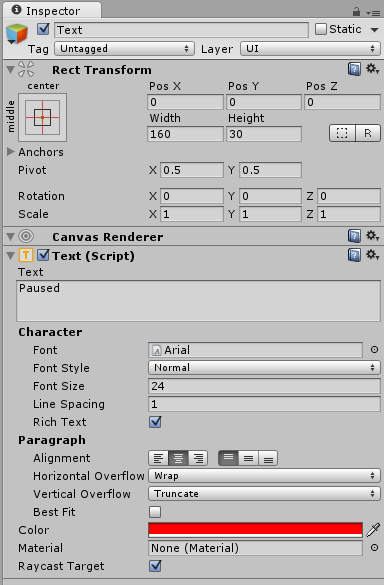 Inspector
Text
Static
Tag Untagged Layer UI
Rect Transform
center
middle
Pos X Pos Y Pos Z
0 0 0
Width Height
160 30
R
Anchors
Pivot X 0.5 Y 0.5
Rotation X 0 Y 0 Z 0
Scale X 1 Y 1 Z 1
Canvas Renderer
T Text (Script)
Text
Paused
Character
Font Arial
Font Style Normal
Font Size 24
Line Spacing 1
Rich Text
Paragraph
Alignment
Horizontal Overflow Wrap
Vertical Overflow Truncate
Best Fit
Color
Material None (Material)
Raycast Target